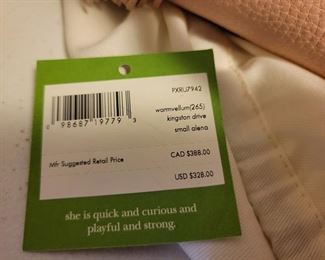 PXRU7942
warmvellum(265)
kingston drive
small alena
0 98687 19779 3
Mfr Suggested Retail Price
CAD $388.00
USD $328.00
she is quick and curious and
playful and strong.